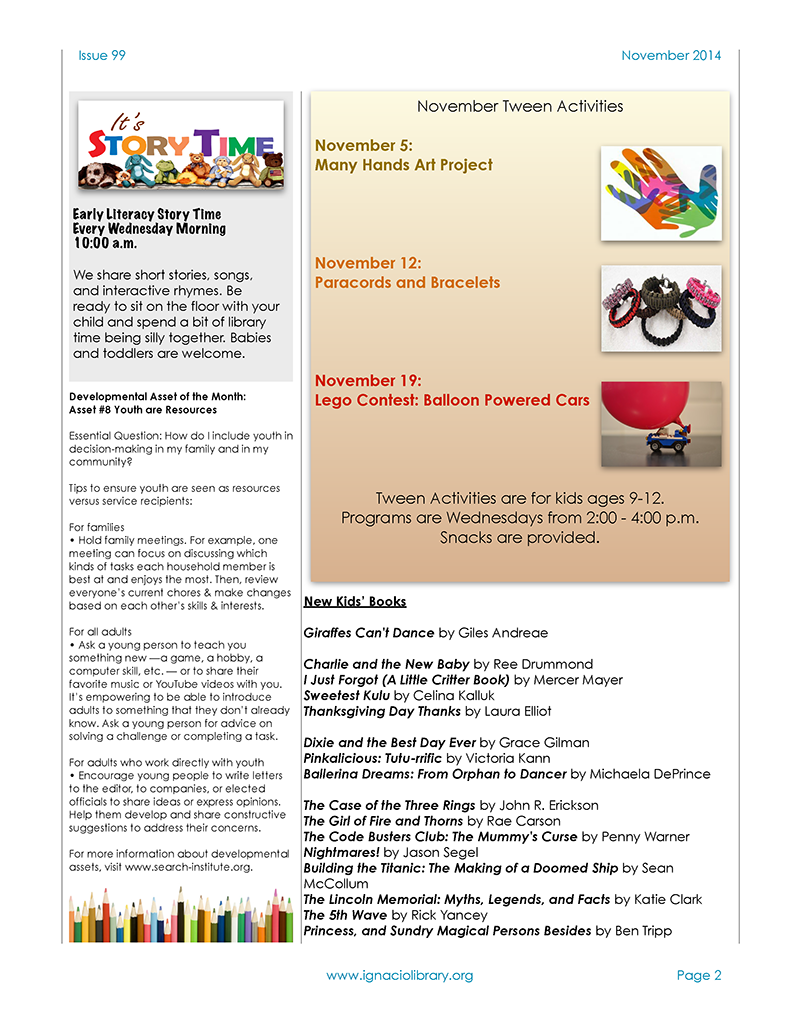 Issue 99
November 2014
It's
STORY TIME
Early Literacy Story Time
Every Wednesday Morning
10:00 a.m.
We share short stories, songs,
and interactive rhymes. Be
ready to sit on the floor with your
child and spend a bit of library
time being silly together. Babies
and toddlers are welcome.
Developmental Asset of the Month:
Asset #8 Youth are Resources
Essential Question: How do I include youth in
decision-making in my family and in my
community?
Tips to ensure youth are seen as resources
versus service recipients:
For families
• Hold family meetings. For example, one
meeting can focus on discussing which
kinds of tasks each household member is
best at and enjoys the most. Then, review
everyone's current chores & make changes
based on each other's skills & interests.
For all adults
• Ask a young person to teach you
something new —a game, a hobby, a
computer skill, etc. — or to share their
favorite music or YouTube videos with you.
It's empowering to be able to introduce
adults to something that they don't already
know. Ask a young person for advice on
solving a challenge or completing a task.
For adults who work directly with youth
• Encourage young people to write letters
to the editor, to companies, or elected
officials to share ideas or express opinions.
Help them develop and share constructive
suggestions to address their concerns.
For more information about developmental
assets, visit www.search-institute.org.
November Tween Activities
November 5:
Many Hands Art Project
November 12:
Paracords and Bracelets
November 19:
Lego Contest: Balloon Powered Cars
Tween Activities are for kids ages 9-12.
Programs are Wednesdays from 2:00 - 4:00 p.m.
Snacks are provided.
New Kids' Books
Giraffes Can't Dance by Giles Andreae
Charlie and the New Baby by Ree Drummond
I Just Forgot (A Little Critter Book) by Mercer Mayer
Sweetest Kulu by Celina Kalluk
Thanksgiving Day Thanks by Laura Elliot
Dixie and the Best Day Ever by Grace Gilman
Pinkalicious: Tutu-rrific by Victoria Kann
Ballerina Dreams: From Orphan to Dancer by Michaela DePrince
The Case of the Three Rings by John R. Erickson
The Girl of Fire and Thorns by Rae Carson
The Code Busters Club: The Mummy's Curse by Penny Warner
Nightmares! by Jason Segel
Building the Titanic: The Making of a Doomed Ship by Sean
McCollum
The Lincoln Memorial: Myths, Legends, and Facts by Katie Clark
The 5th Wave by Rick Yancey
Princess, and Sundry Magical Persons Besides by Ben Tripp
www.ignaciolibrary.org
Page 2